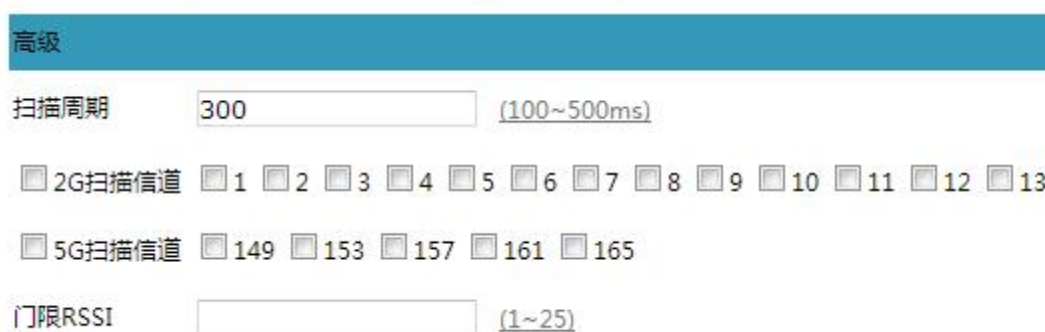 高级
扫描周期 300 (100~500ms)
2G扫描信道 1 2 3 4 5 6 7 8 9 10 11 12 13
5G扫描信道 149 153 157 161 165
门限RSSI (1~25)